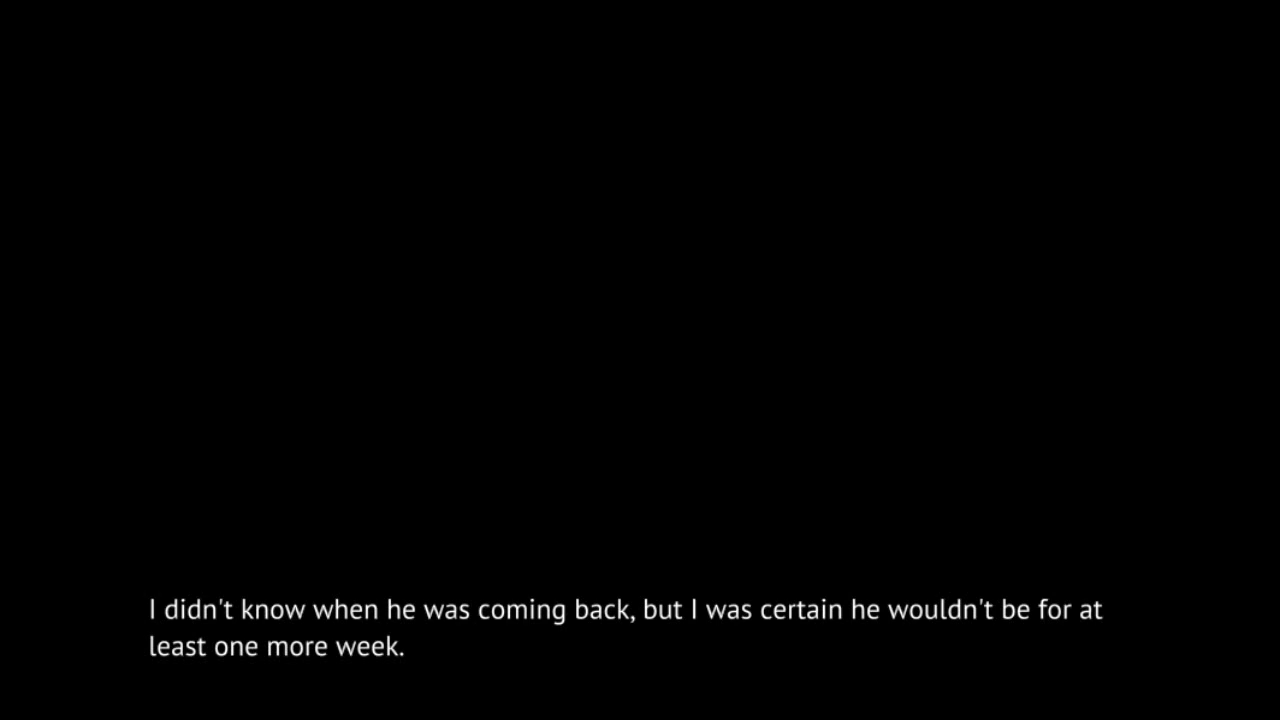 I didn't know when he was coming back, but I was certain he wouldn't be for at
least one more week.